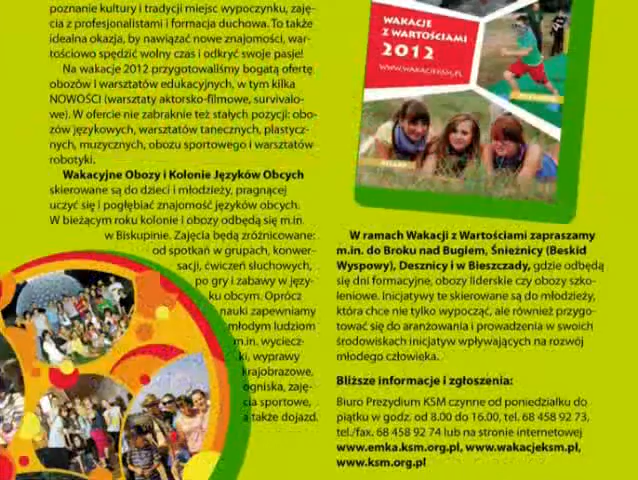 poznanie kultury i tradycji miejsc wypoczynku, zaję-
cia z profesjonalistami i formacja duchowa. To także
idealna okazja, by nawiązać nowe znajomości, war-
tościowo spędzić wolny czas i odkryć swoje pasje!
Na wakacje 2012 przygotowaliśmy bogatą ofertę
obozów i warsztatów edukacyjnych, w tym kilka
NOWOŚCI (warsztaty aktorsko-filmowe, survivalo-
we). W ofercie nie zabraknie też stałych pozycji: obo-
zów językowych, warsztatów tanecznych, plastycz-
nych, muzycznych, obozu sportowego i warsztatów
robotyki.
Wakacyjne Obozy i Kolonie Języków Obcych
skierowane są do dzieci i młodzieży, pragnącej
uczyć się i pogłębiać znajomość języków obcych.
W bieżącym roku kolonie i obozy odbędą się m.in.
w Biskupinie. Zajęcia będą zróżnicowane:
od spotkań w grupach, konwer-
sacji, ćwiczeń słuchowych,
po gry i zabawy w języ-
ku obcym. Oprócz
nauki zapewniamy
młodym ludziom
m.in. wyciecz-
ki, wyprawy
krajobrazowe,
ogniska, zaję-
cia sportowe,
a także dojazd.
WAKACJE
Z WARTOŚCIAMI
2012
WWW.WAKACJEKSM.PL
W ramach Wakacji z Wartościami zapraszamy
m.in. do Broku nad Bugiem, Śnieżnicy (Beskid
Wyspowy), Desznicy i w Bieszczady, gdzie odbędą
się dni formacyjne, obozy liderskie czy obozy szko-
leniowe. Inicjatywy te skierowane są do młodzieży,
która chce nie tylko wypocząć, ale również przygo-
tować się do aranżowania i prowadzenia w swoich
środowiskach inicjatyw wpływających na rozwój
młodego człowieka.
Bliższe informacje i zgłoszenia:
Biuro Prezydium KSM czynne od poniedziałku do
piątku w godz. od 8.00 do 16.00, tel. 68 458 92 73,
tel./fax. 68 458 92 74 lub na stronie internetowej
www.emka.ksm.org.pl, www.wakacjeksm.pl,
www.ksm.org.pl